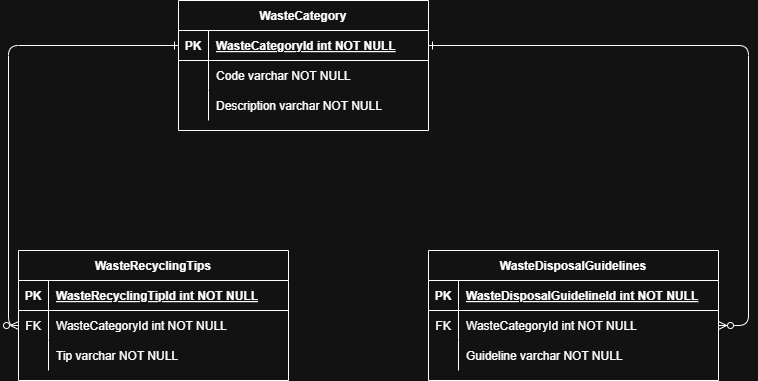 WasteCategory
PK WasteCategoryId int NOT NULL
Code varchar NOT NULL
Description varchar NOT NULL
WasteRecyclingTips
PK WasteRecyclingTipId int NOT NULL
FK WasteCategoryId int NOT NULL
Tip varchar NOT NULL
WasteDisposalGuidelines
PK WasteDisposalGuidelineId int NOT NULL
FK WasteCategoryId int NOT NULL
Guideline varchar NOT NULL